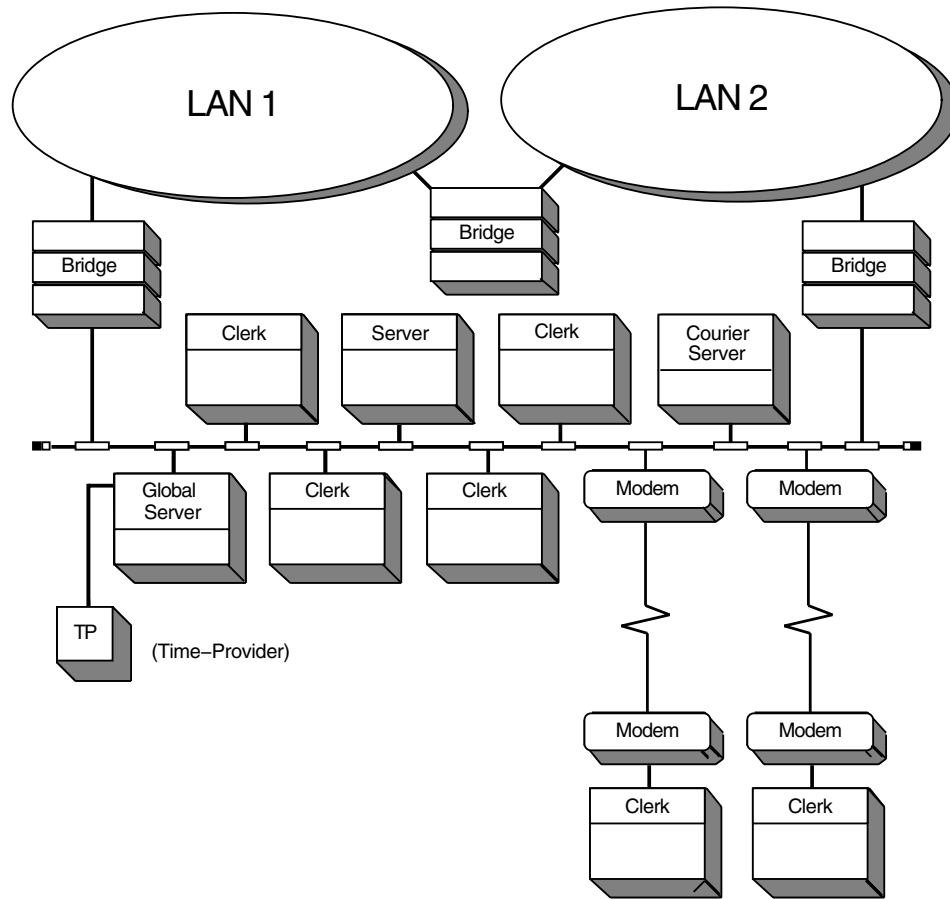 LAN 1
LAN 2
Bridge
Bridge
Bridge
Clerk
Server
Clerk
Courier
Server
Global
Server
Clerk
Clerk
Modem
Modem
TP
(Time–Provider)
Modem
Modem
Clerk
Clerk